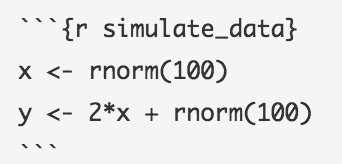 ```{r simulate_data}
x <- rnorm(100)
y <- 2*x + rnorm(100)
```